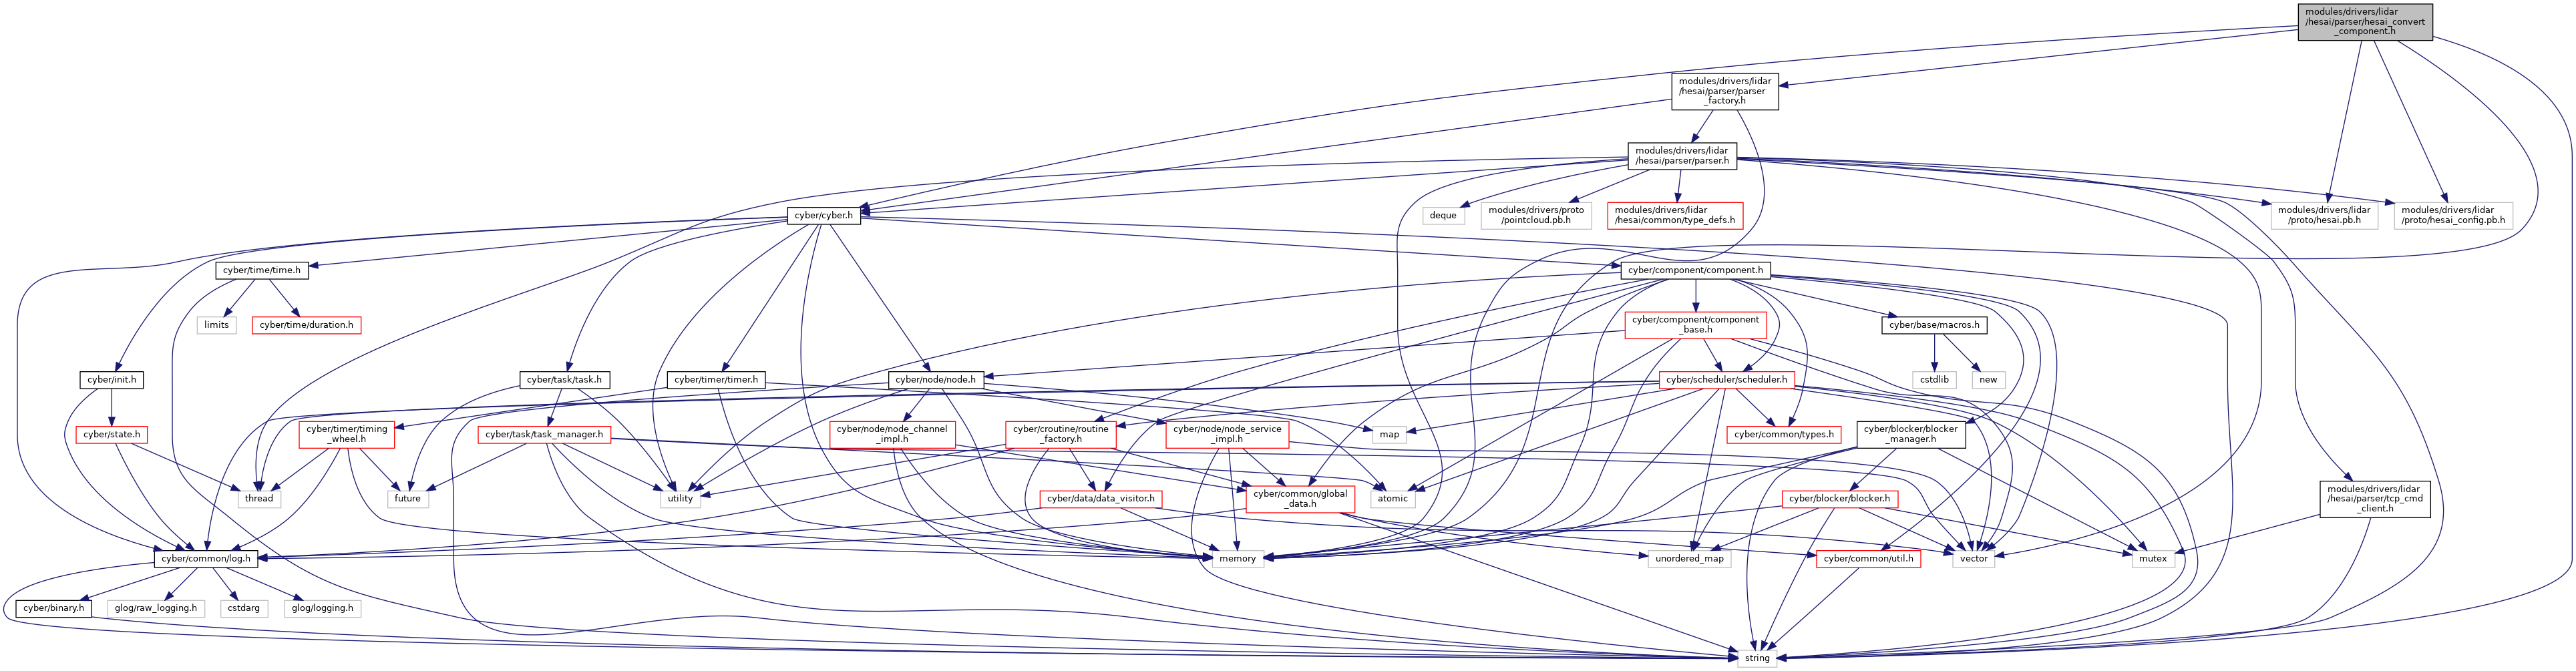 modules/drivers/lidar
/hesai/parser/hesai_convert
_component.h
modules/drivers/lidar
/hesai/parser/parser
_factory.h
modules/drivers/lidar
/hesai/parser/parser.h
cyber/cyber.h
deque
modules/drivers/proto
/pointcloud.pb.h
modules/drivers/lidar
/hesai/common/type_defs.h
modules/drivers/lidar
/proto/hesai.pb.h
modules/drivers/lidar
/proto/hesai_config.pb.h
cyber/time/time.h
cyber/component/component.h
limits
cyber/time/duration.h
cyber/component/component
_base.h
cyber/base/macros.h
cyber/init.h
cyber/task/task.h
cyber/timer/timer.h
cyber/node/node.h
cyber/scheduler/scheduler.h
cstdlib
new
cyber/state.h
cyber/timer/timing
_wheel.h
cyber/task/task_manager.h
cyber/node/node_channel
_impl.h
cyber/croutine/routine
_factory.h
cyber/node/node_service
_impl.h
map
cyber/common/types.h
cyber/blocker/blocker
_manager.h
thread
future
utility
cyber/data/data_visitor.h
cyber/common/global
_data.h
atomic
cyber/blocker/blocker.h
modules/drivers/lidar
/hesai/parser/tcp_cmd
_client.h
cyber/common/log.h
memory
unordered_map
cyber/common/util.h
vector
mutex
cyber/binary.h
glog/raw_logging.h
cstdarg
glog/logging.h
string